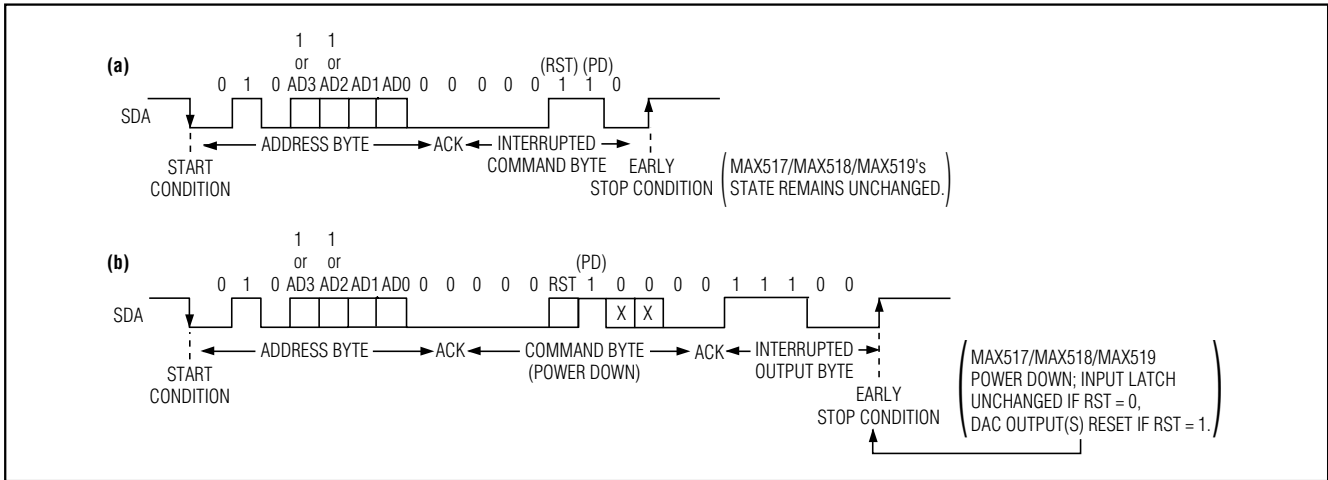 (a)
1 1
or or (RST) (PD)
0 1 0 AD3 AD2 AD1 AD0 0 0 0 0 0 1 1 0
SDA
ADDRESS BYTE ACK INTERRUPTED
COMMAND BYTE
START
CONDITION
EARLY
STOP CONDITION
MAX517/MAX518/MAX519's
STATE REMAINS UNCHANGED.
(b)
1 1
or or (PD)
0 1 0 AD3 AD2 AD1 AD0 0 0 0 0 0 RST 1 0 0 0 0 1 1 1 0 0
SDA
X X
ADDRESS BYTE ACK COMMAND BYTE ACK INTERRUPTED
(POWER DOWN) OUTPUT BYTE
START
CONDITION
EARLY
STOP CONDITION
MAX517/MAX518/MAX519
POWER DOWN; INPUT LATCH
UNCHANGED IF RST = 0,
DAC OUTPUT(S) RESET IF RST = 1.